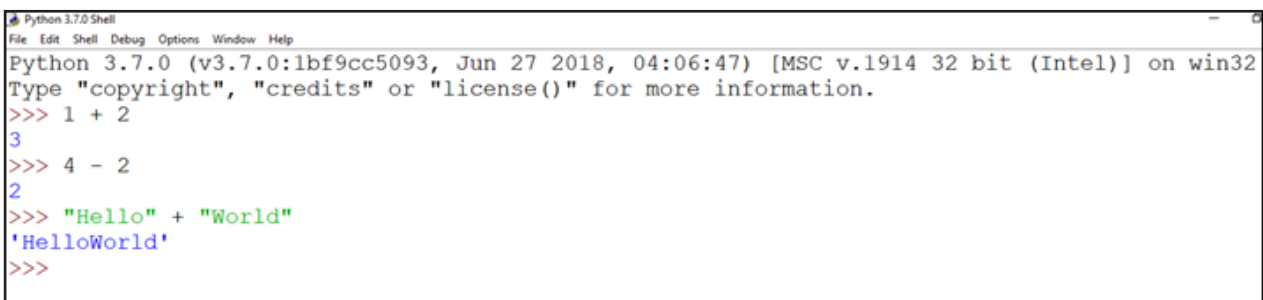 Python 3.7.0 Shell
File Edit Shell Debug Options Window Help
Python 3.7.0 (v3.7.0:1bf9cc5093, Jun 27 2018, 04:06:47) [MSC v.1914 32 bit (Intel)] on win32
Type "copyright", "credits" or "license()" for more information.
>>> 1 + 2
3
>>> 4 - 2
2
>>> "Hello" + "World"
'HelloWorld'
>>>